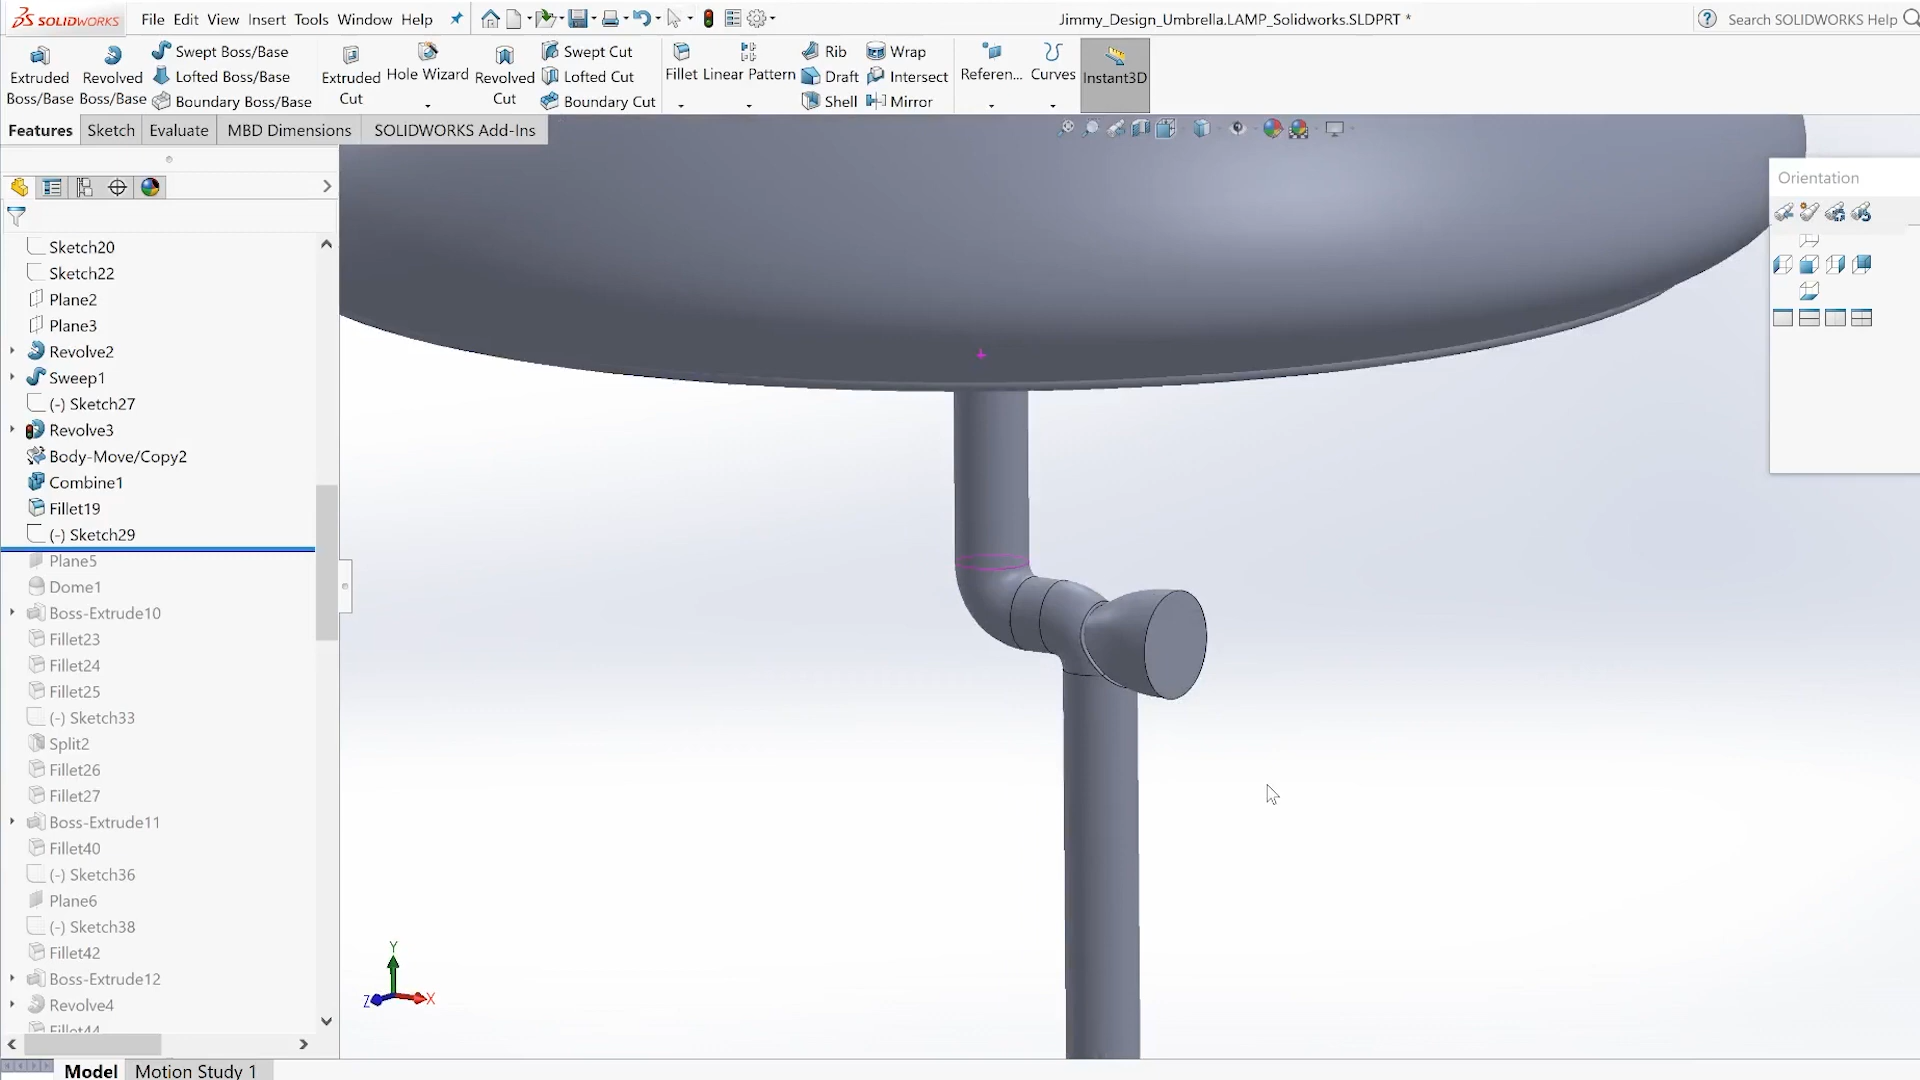 SOLIDWORKS File Edit View Insert Tools Window Help Jimmy_Design_Umbrella.LAMP_Solidworks.SLDPRT * Search SOLIDWORKS Help
Extruded Boss/Base
Revolved Boss/Base
Swept Boss/Base
Lofted Boss/Base
Boundary Boss/Base
Extruded Cut
Hole Wizard
Revolved Cut
Swept Cut
Lofted Cut
Boundary Cut
Fillet
Linear Pattern
Rib
Draft
Shell
Wrap
Intersect
Mirror
Referen...
Curves
Instant3D
Features Sketch Evaluate MBD Dimensions SOLIDWORKS Add-Ins
Orientation
Sketch20
Sketch22
Plane2
Plane3
Revolve2
Sweep1
(-) Sketch27
Revolve3
Body-Move/Copy2
Combine1
Fillet19
(-) Sketch29
Plane5
Dome1
Boss-Extrude10
Fillet23
Fillet24
Fillet25
(-) Sketch33
Split2
Fillet26
Fillet27
Boss-Extrude11
Fillet40
(-) Sketch36
Plane6
(-) Sketch38
Fillet42
Boss-Extrude12
Revolve4
Fillet44
Y
Z X
Model Motion Study 1